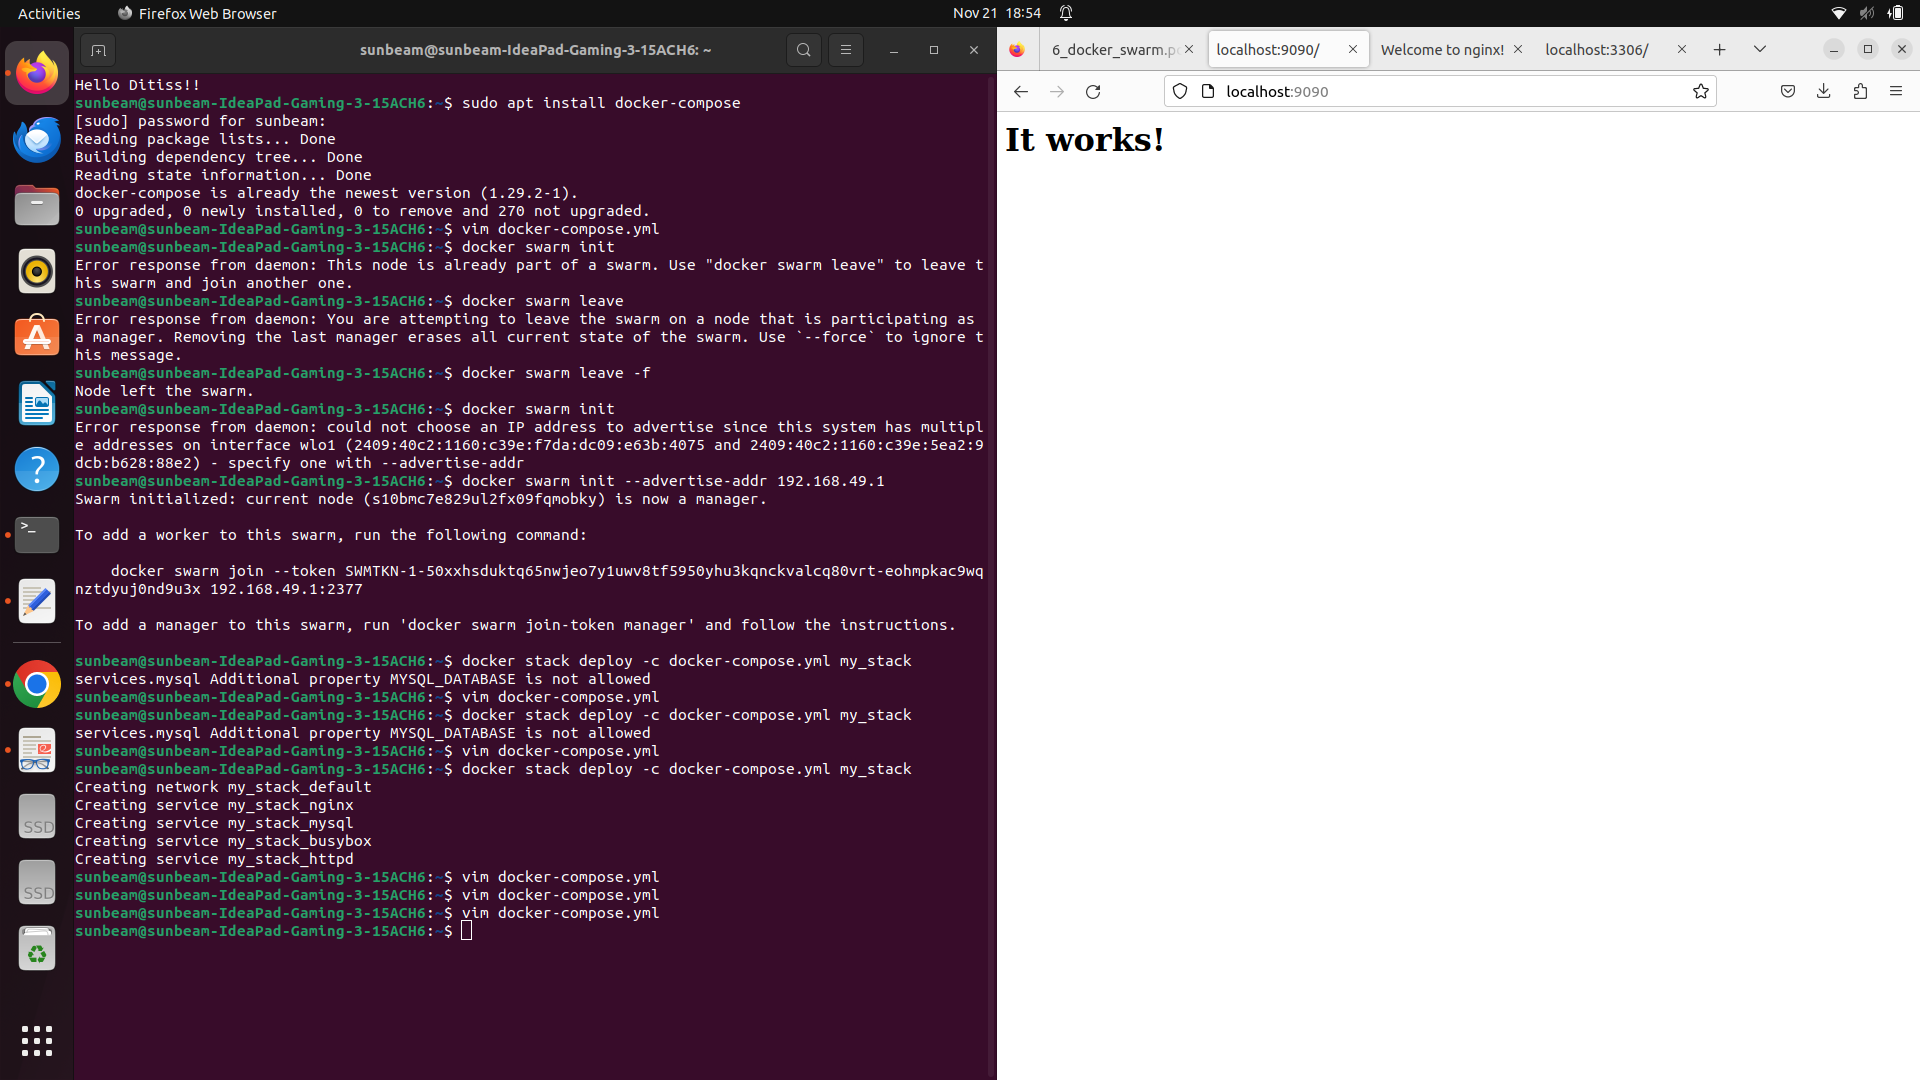 Activities
Firefox Web Browser
Nov 21 18:54
sunbeam@sunbeam-IdeaPad-Gaming-3-15ACH6: ~
Hello Ditiss!!
sunbeam@sunbeam-IdeaPad-Gaming-3-15ACH6:~$ sudo apt install docker-compose
[sudo] password for sunbeam:
Reading package lists... Done
Building dependency tree... Done
Reading state information... Done
docker-compose is already the newest version (1.29.2-1).
0 upgraded, 0 newly installed, 0 to remove and 270 not upgraded.
sunbeam@sunbeam-IdeaPad-Gaming-3-15ACH6:~$ vim docker-compose.yml
sunbeam@sunbeam-IdeaPad-Gaming-3-15ACH6:~$ docker swarm init
Error response from daemon: This node is already part of a swarm. Use "docker swarm leave" to leave t
his swarm and join another one.
sunbeam@sunbeam-IdeaPad-Gaming-3-15ACH6:~$ docker swarm leave
Error response from daemon: You are attempting to leave the swarm on a node that is participating as
a manager. Removing the last manager erases all current state of the swarm. Use `--force` to ignore t
his message.
sunbeam@sunbeam-IdeaPad-Gaming-3-15ACH6:~$ docker swarm leave -f
Node left the swarm.
sunbeam@sunbeam-IdeaPad-Gaming-3-15ACH6:~$ docker swarm init
Error response from daemon: could not choose an IP address to advertise since this system has multipl
e addresses on interface wlo1 (2409:40c2:1160:c39e:f7da:dc09:e63b:4075 and 2409:40c2:1160:c39e:5ea2:9
dcb:b628:88e2) - specify one with --advertise-addr
sunbeam@sunbeam-IdeaPad-Gaming-3-15ACH6:~$ docker swarm init --advertise-addr 192.168.49.1
Swarm initialized: current node (s10bmc7e829ul2fx09fqmobky) is now a manager.
To add a worker to this swarm, run the following command:
docker swarm join --token SWMTKN-1-50xxhsduktq65nwjeo7y1uwv8tf5950yhu3kqnckvalcq80vrt-eohmpkac9wq
nztdyuj0nd9u3x 192.168.49.1:2377
To add a manager to this swarm, run 'docker swarm join-token manager' and follow the instructions.
sunbeam@sunbeam-IdeaPad-Gaming-3-15ACH6:~$ docker stack deploy -c docker-compose.yml my_stack
services.mysql Additional property MYSQL_DATABASE is not allowed
sunbeam@sunbeam-IdeaPad-Gaming-3-15ACH6:~$ vim docker-compose.yml
sunbeam@sunbeam-IdeaPad-Gaming-3-15ACH6:~$ docker stack deploy -c docker-compose.yml my_stack
services.mysql Additional property MYSQL_DATABASE is not allowed
sunbeam@sunbeam-IdeaPad-Gaming-3-15ACH6:~$ vim docker-compose.yml
sunbeam@sunbeam-IdeaPad-Gaming-3-15ACH6:~$ docker stack deploy -c docker-compose.yml my_stack
Creating network my_stack_default
Creating service my_stack_nginx
Creating service my_stack_mysql
Creating service my_stack_busybox
Creating service my_stack_httpd
sunbeam@sunbeam-IdeaPad-Gaming-3-15ACH6:~$ vim docker-compose.yml
sunbeam@sunbeam-IdeaPad-Gaming-3-15ACH6:~$ vim docker-compose.yml
sunbeam@sunbeam-IdeaPad-Gaming-3-15ACH6:~$ vim docker-compose.yml
sunbeam@sunbeam-IdeaPad-Gaming-3-15ACH6:~$
SSD
SSD
6_docker_swarm.p
localhost:9090/
Welcome to nginx!
localhost:3306/
localhost:9090
It works!